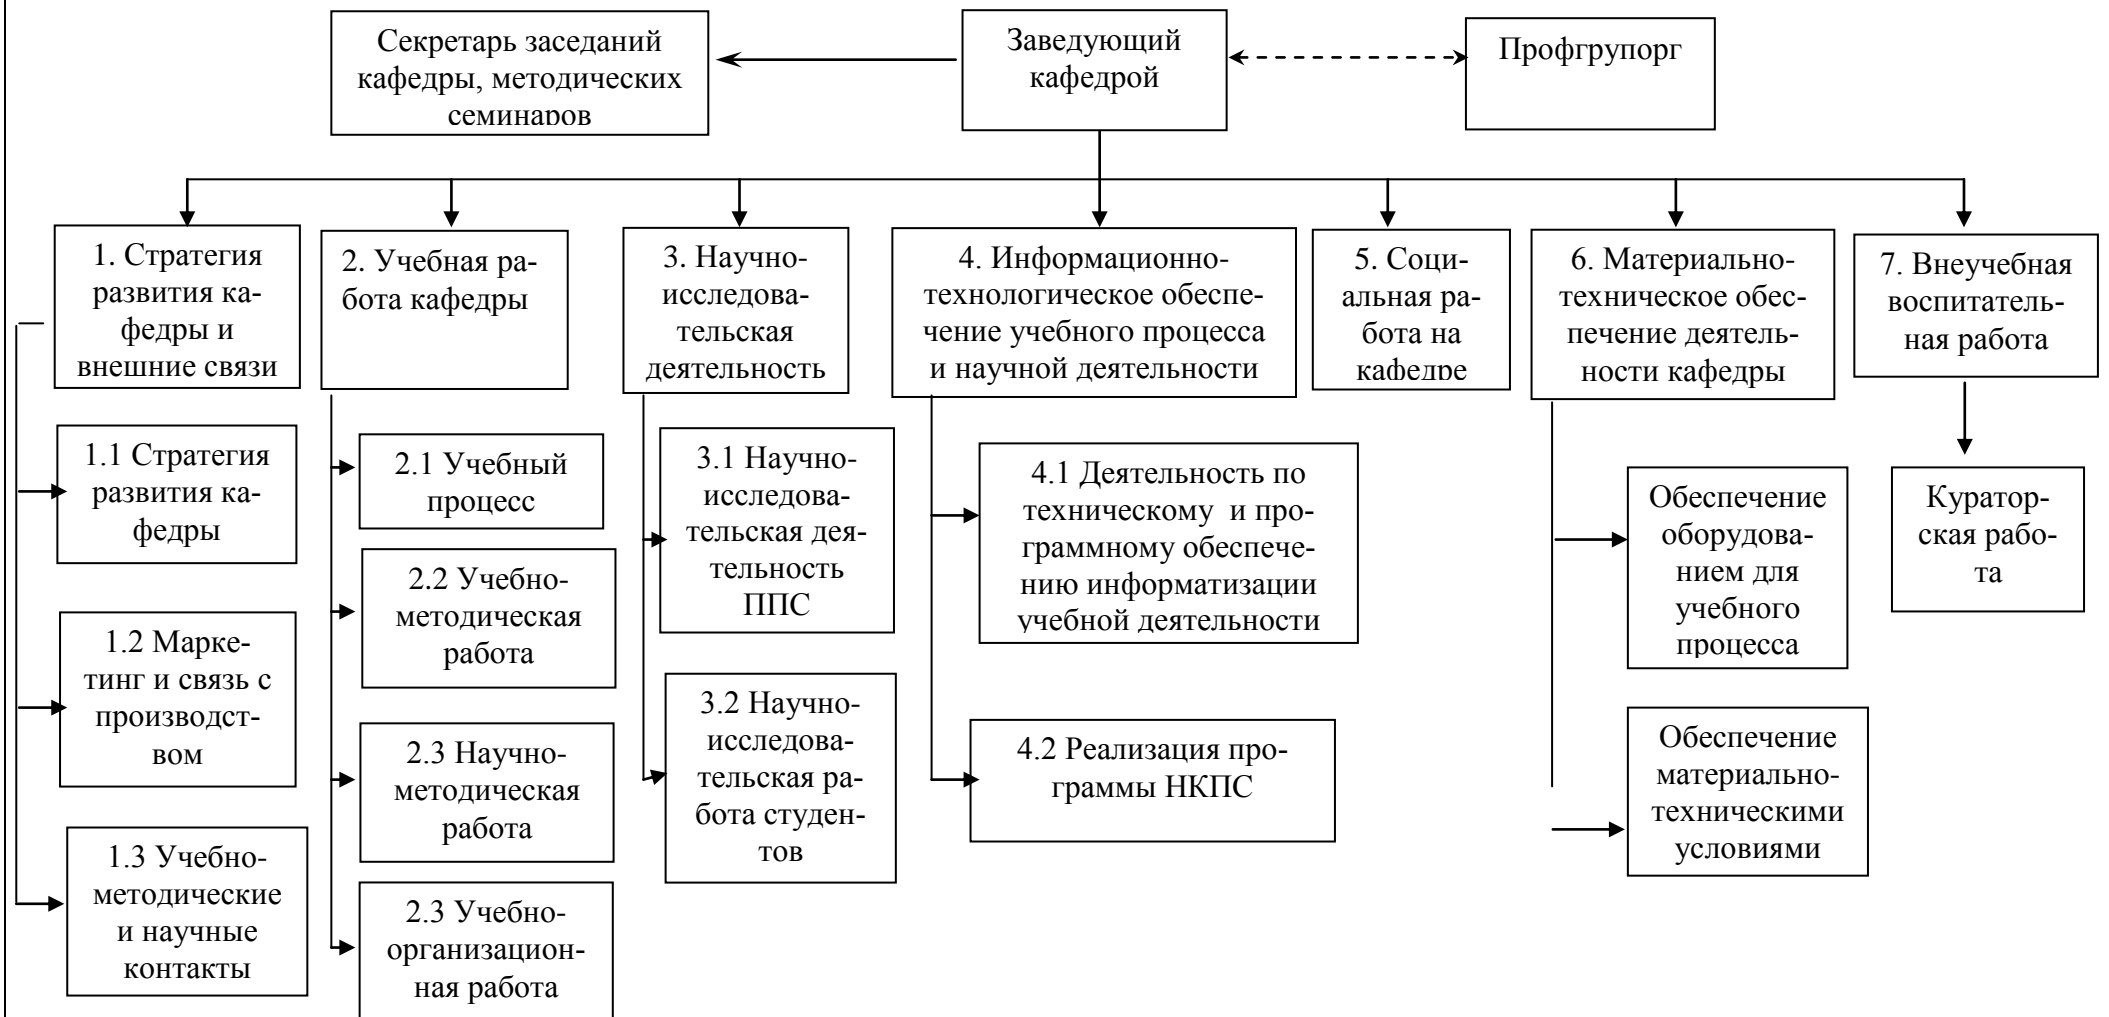 Секретарь заседаний
кафедры, методических
семинаров
Заведующий
кафедрой
Профгрупорг
1. Стратегия
развития ка-
федры и
внешние связи
2. Учебная ра-
бота кафедры
3. Научно-
исследова-
тельская
деятельность
4. Информационно-
технологическое обеспе-
чение учебного процесса
и научной деятельности
5. Соци-
альная ра-
бота на
кафедре
6. Материально-
техническое обес-
печение деятель-
ности кафедры
7. Внеучебная
воспитатель-
ная работа
1.1 Стратегия
развития ка-
федры
1.2 Марке-
тинг и связь с
производст-
вом
1.3 Учебно-
методические
и научные
контакты
2.1 Учебный
процесс
2.2 Учебно-
методическая
работа
2.3 Научно-
методическая
работа
2.3 Учебно-
организацион-
ная работа
3.1 Научно-
исследова-
тельская дея-
тельность
ППС
3.2 Научно-
исследова-
тельская ра-
бота студен-
тов
4.1 Деятельность по
техническому и про-
граммному обеспече-
нию информатизации
учебной деятельности
4.2 Реализация про-
граммы НКПС
Обеспечение
оборудова-
нием для
учебного
процесса
Обеспечение
материально-
техническими
условиями
Куратор-
ская рабо-
та